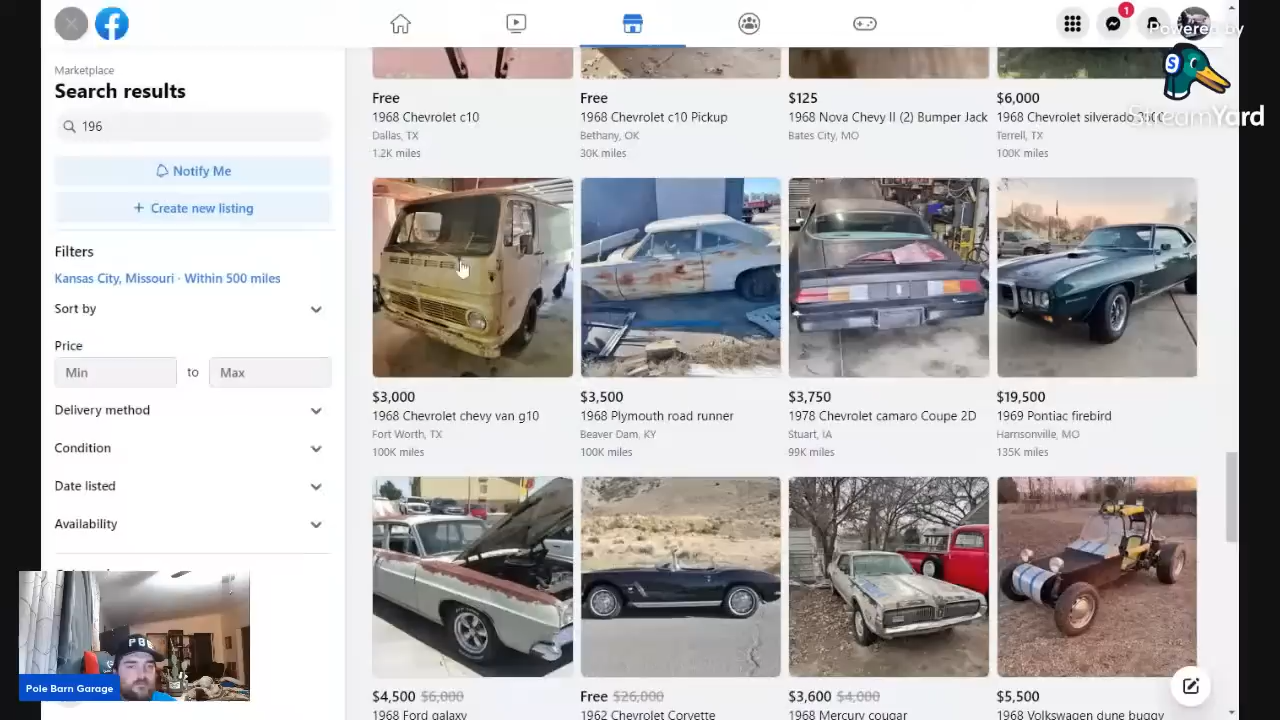 1
Powered by
StreamYard
Marketplace
Search results
196
Notify Me
+ Create new listing
Filters
Kansas City, Missouri · Within 500 miles
Sort by
Price
Min
to
Max
Delivery method
Condition
Date listed
Availability
Free
1968 Chevrolet c10
Dallas, TX
1.2K miles
Free
1968 Chevrolet c10 Pickup
Bethany, OK
30K miles
$125
1968 Nova Chevy II (2) Bumper Jack
Bates City, MO
$6,000
1968 Chevrolet silverado
Terrell, TX
100K miles
$3,000
1968 Chevrolet chevy van g10
Fort Worth, TX
100K miles
$3,500
1968 Plymouth road runner
Beaver Dam, KY
100K miles
$3,750
1978 Chevrolet camaro Coupe 2D
Stuart, IA
99K miles
$19,500
1969 Pontiac firebird
Harrisonville, MO
135K miles
$4,500 $6,000
1968 Ford galaxy
Free $26,000
1962 Chevrolet Corvette
$3,600 $4,000
1968 Mercury cougar
$5,500
1968 Volkswagen dune buggy
PBG
Pole Barn Garage